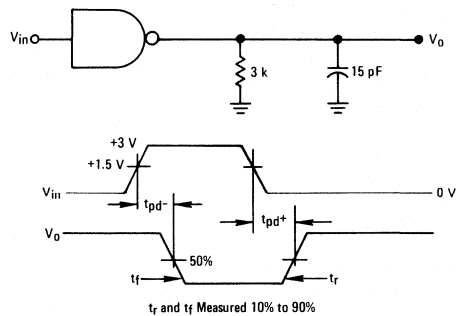 Vin
Vo
3 k
15 pF
+3 V
+1.5 V
Vin
0 V
tpd-
tpd+
Vo
50%
tf
tr
tr and tf Measured 10% to 90%